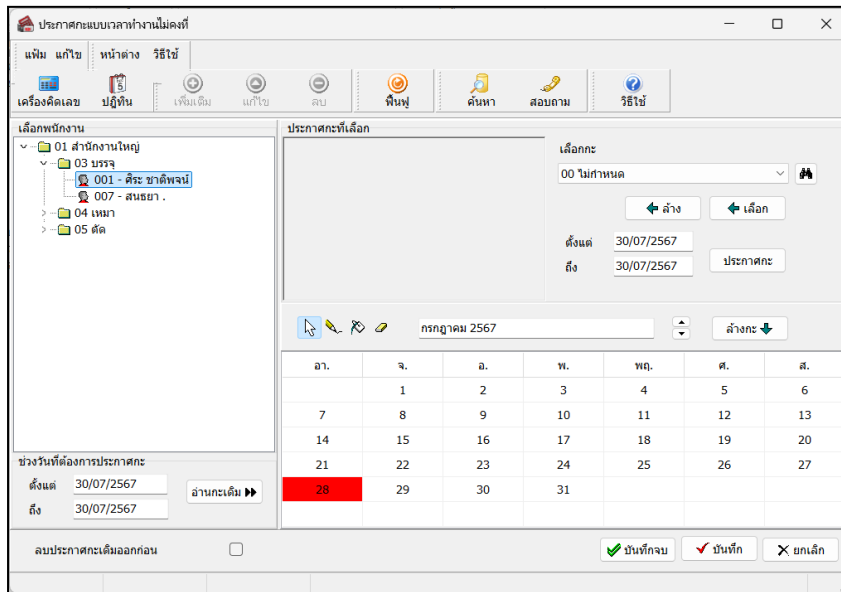 ประกาศกะแบบเวลาทำงานไม่คงที่
แฟ้ม แก้ไข หน้าต่าง วิธีใช้
เครื่องคิดเลข ปฏิทิน เพิ่มเติม แก้ไข ลบ พื้นฟู ค้นหา สอบถาม วิธีใช้
เลือกพนักงาน
01 สำนักงานใหญ่
03 บรรจุ
001 - ศิระ ชาติพจน์
007 - สนธยา .
04 เหมา
05 ตัด
ช่วงวันที่ต้องการประกาศกะ
ตั้งแต่ 30/07/2567
อ่านกะเดิม
ถึง 30/07/2567
ประกาศกะที่เลือก
เลือกกะ
00 ไม่กำหนด
ล้าง เลือก
ตั้งแต่ 30/07/2567
ถึง 30/07/2567
ประกาศกะ
กรกฎาคม 2567 ล้างกะ
อา. จ. อ. พ. พฤ. ศ. ส.
1 2 3 4 5 6
7 8 9 10 11 12 13
14 15 16 17 18 19 20
21 22 23 24 25 26 27
28 29 30 31
ลบประกาศกะเดิมออกก่อน
บันทึกจบ บันทึก ยกเลิก